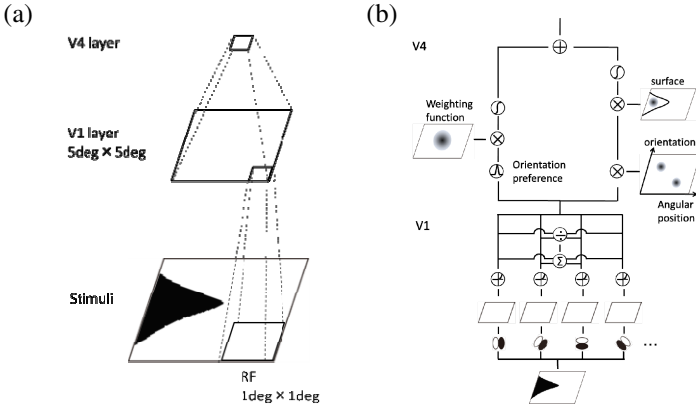 (a)
V4 layer
V1 layer
5deg × 5deg
Stimuli
RF
1deg × 1deg
(b)
V4
surface
Weighting
function
orientation
Orientation
preference
Angular
position
V1
÷
Σ
...